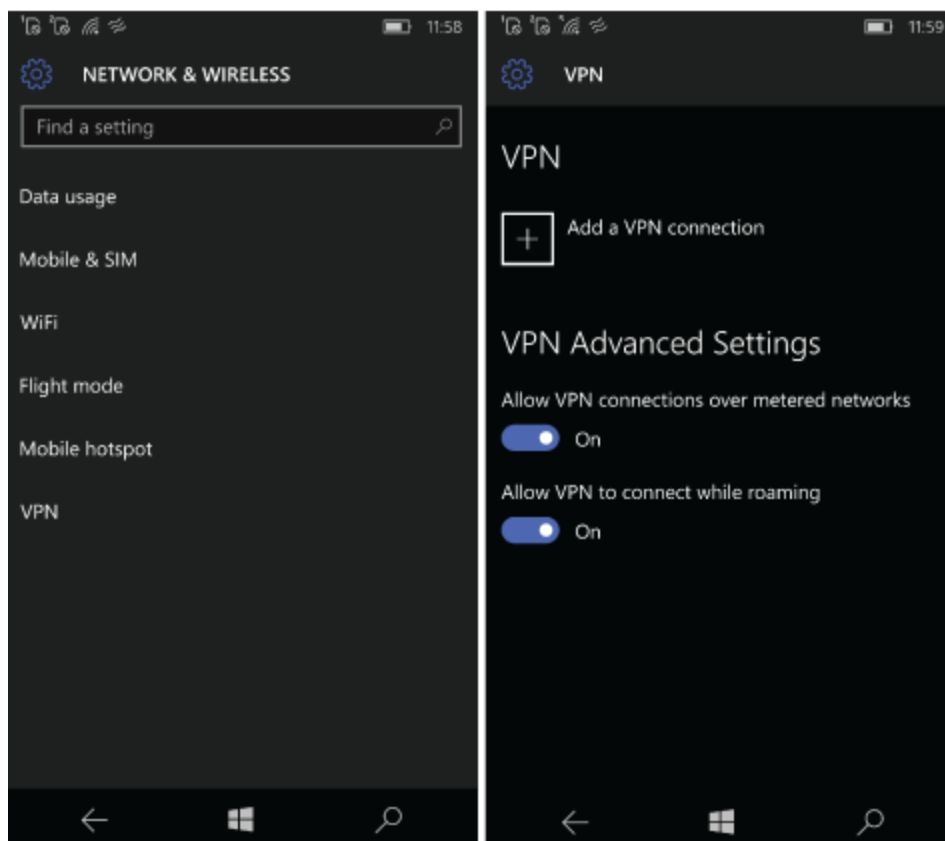 11:58
NETWORK & WIRELESS
Find a setting
Data usage
Mobile & SIM
WiFi
Flight mode
Mobile hotspot
VPN
11:59
VPN
VPN
Add a VPN connection
VPN Advanced Settings
Allow VPN connections over metered networks
On
Allow VPN to connect while roaming
On